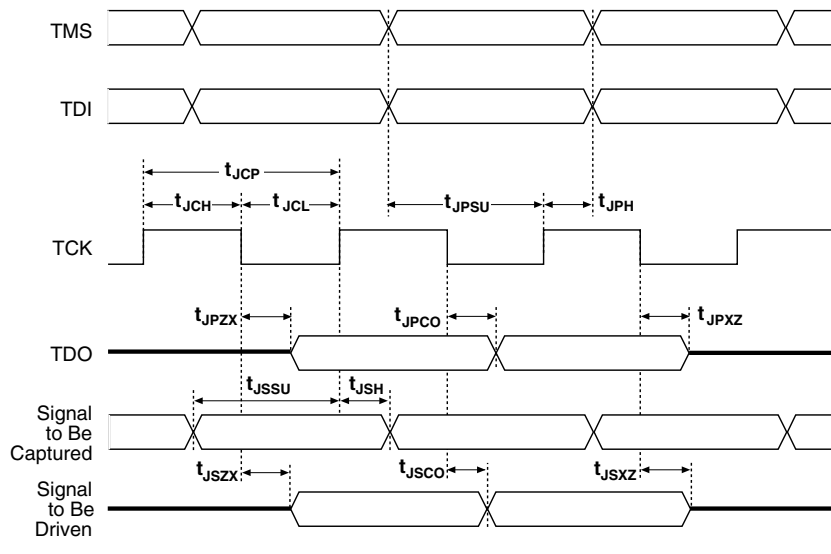 TMS
TDI
tJCP
tJCH
tJCL
tJPSU
tJPH
TCK
tJPZX
tJPCO
tJPXZ
TDO
tJSSU
tJSH
Signal
to Be
Captured
tJSZX
tJSCO
tJSXZ
Signal
to Be
Driven